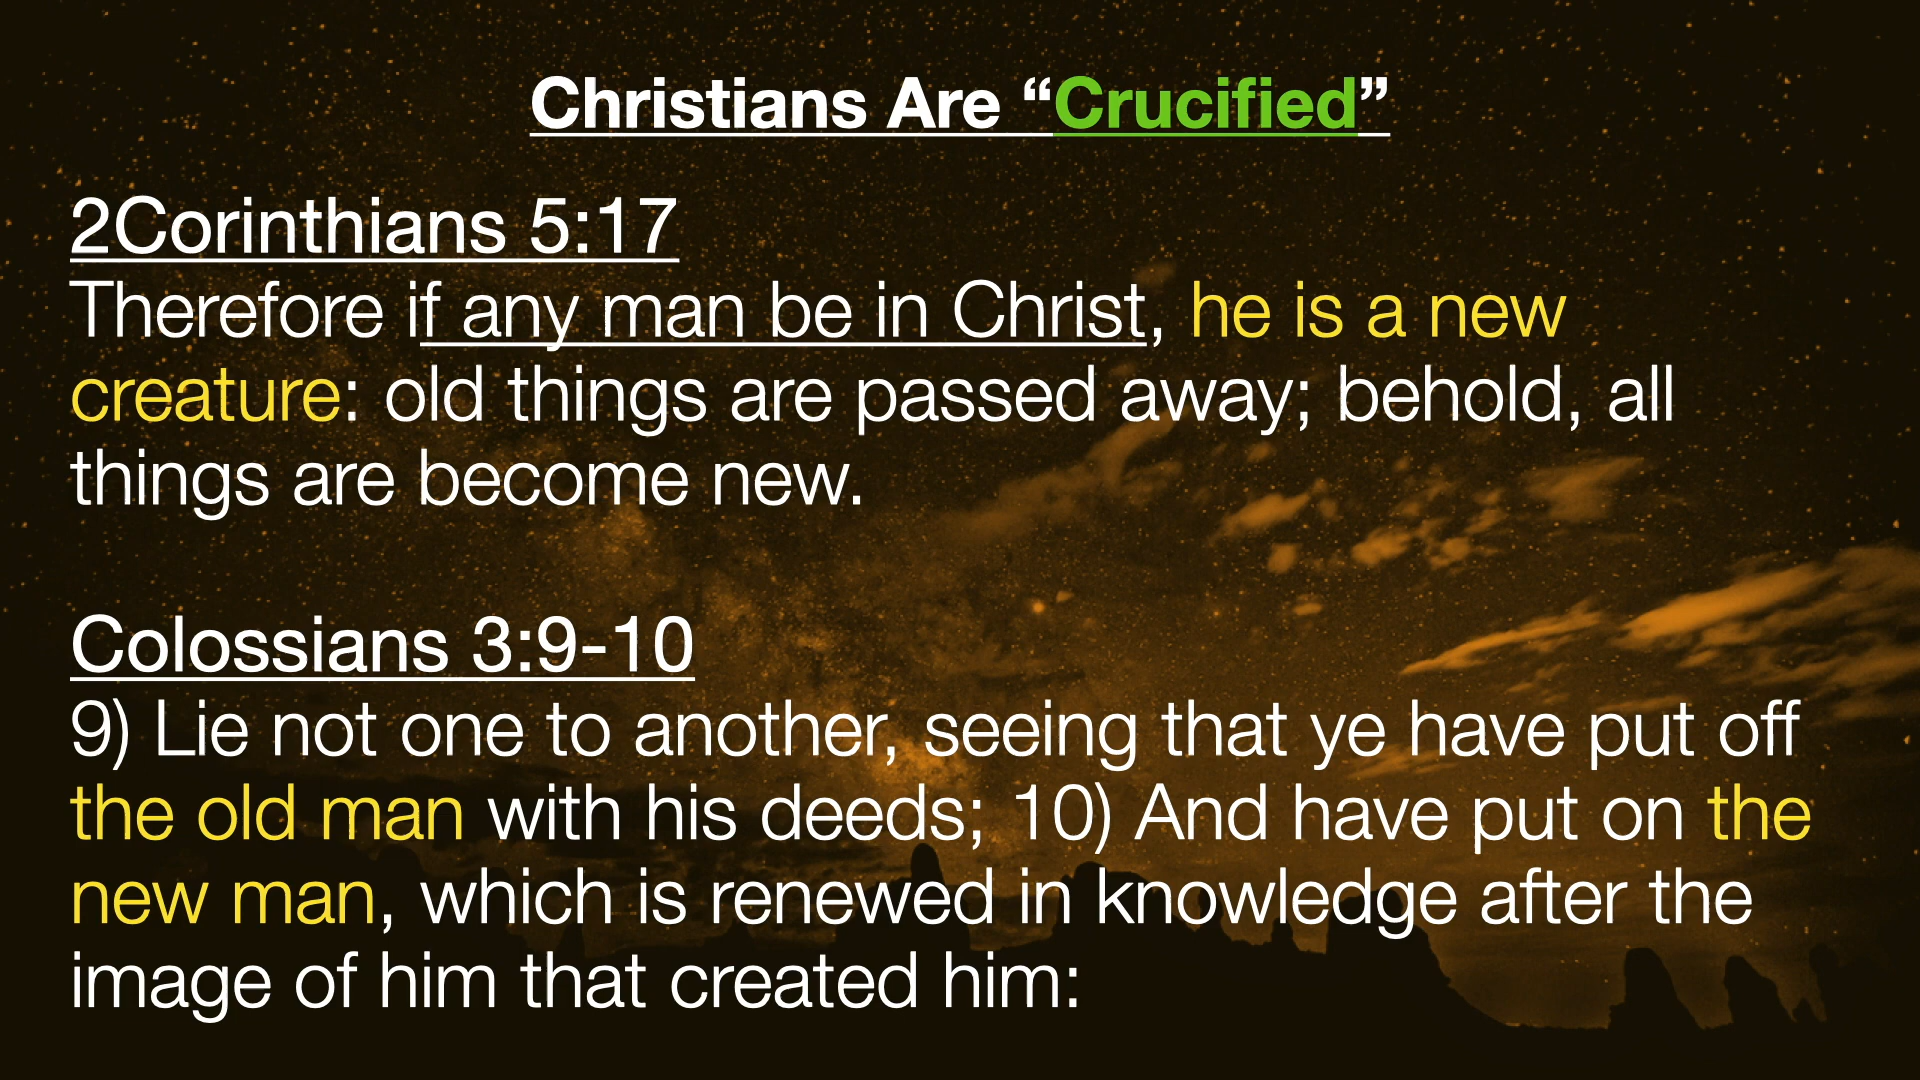 Christians Are “Crucified”
2Corinthians 5:17
Therefore if any man be in Christ, he is a new
creature: old things are passed away; behold, all
things are become new.
Colossians 3:9-10
9) Lie not one to another, seeing that ye have put off
the old man with his deeds; 10) And have put on the
new man, which is renewed in knowledge after the
image of him that created him: